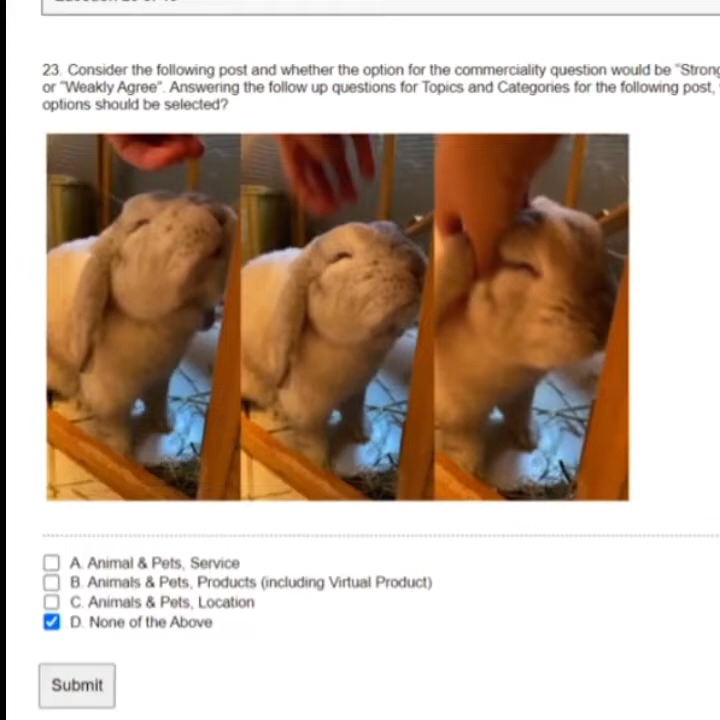 23. Consider the following post and whether the option for the commerciality question would be "Strong
or "Weakly Agree". Answering the follow up questions for Topics and Categories for the following post,
options should be selected?
A. Animal & Pets, Service
B. Animals & Pets, Products (including Virtual Product)
C. Animals & Pets, Location
D. None of the Above
Submit